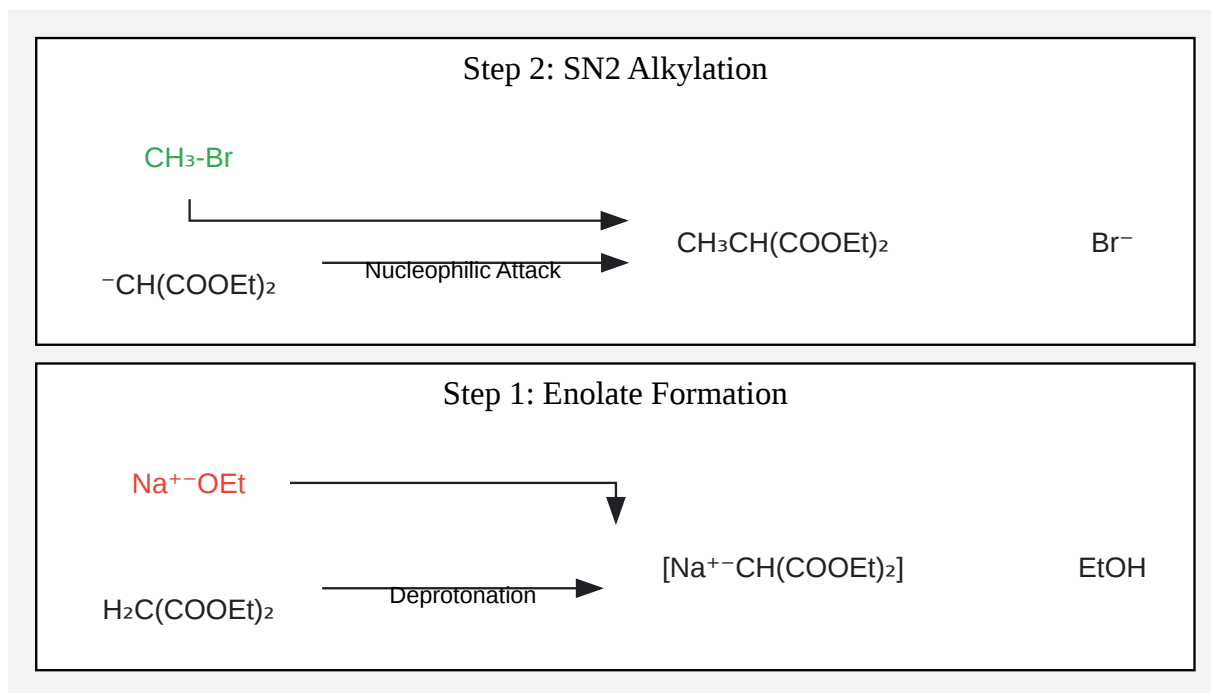 Step 2: SN2 Alkylation
CH₃-Br
CH₃CH(COOEt)₂
Br⁻
Nucleophilic Attack
⁻CH(COOEt)₂
Step 1: Enolate Formation
Na⁺⁻OEt
[Na⁺⁻CH(COOEt)₂]
EtOH
Deprotonation
H₂C(COOEt)₂